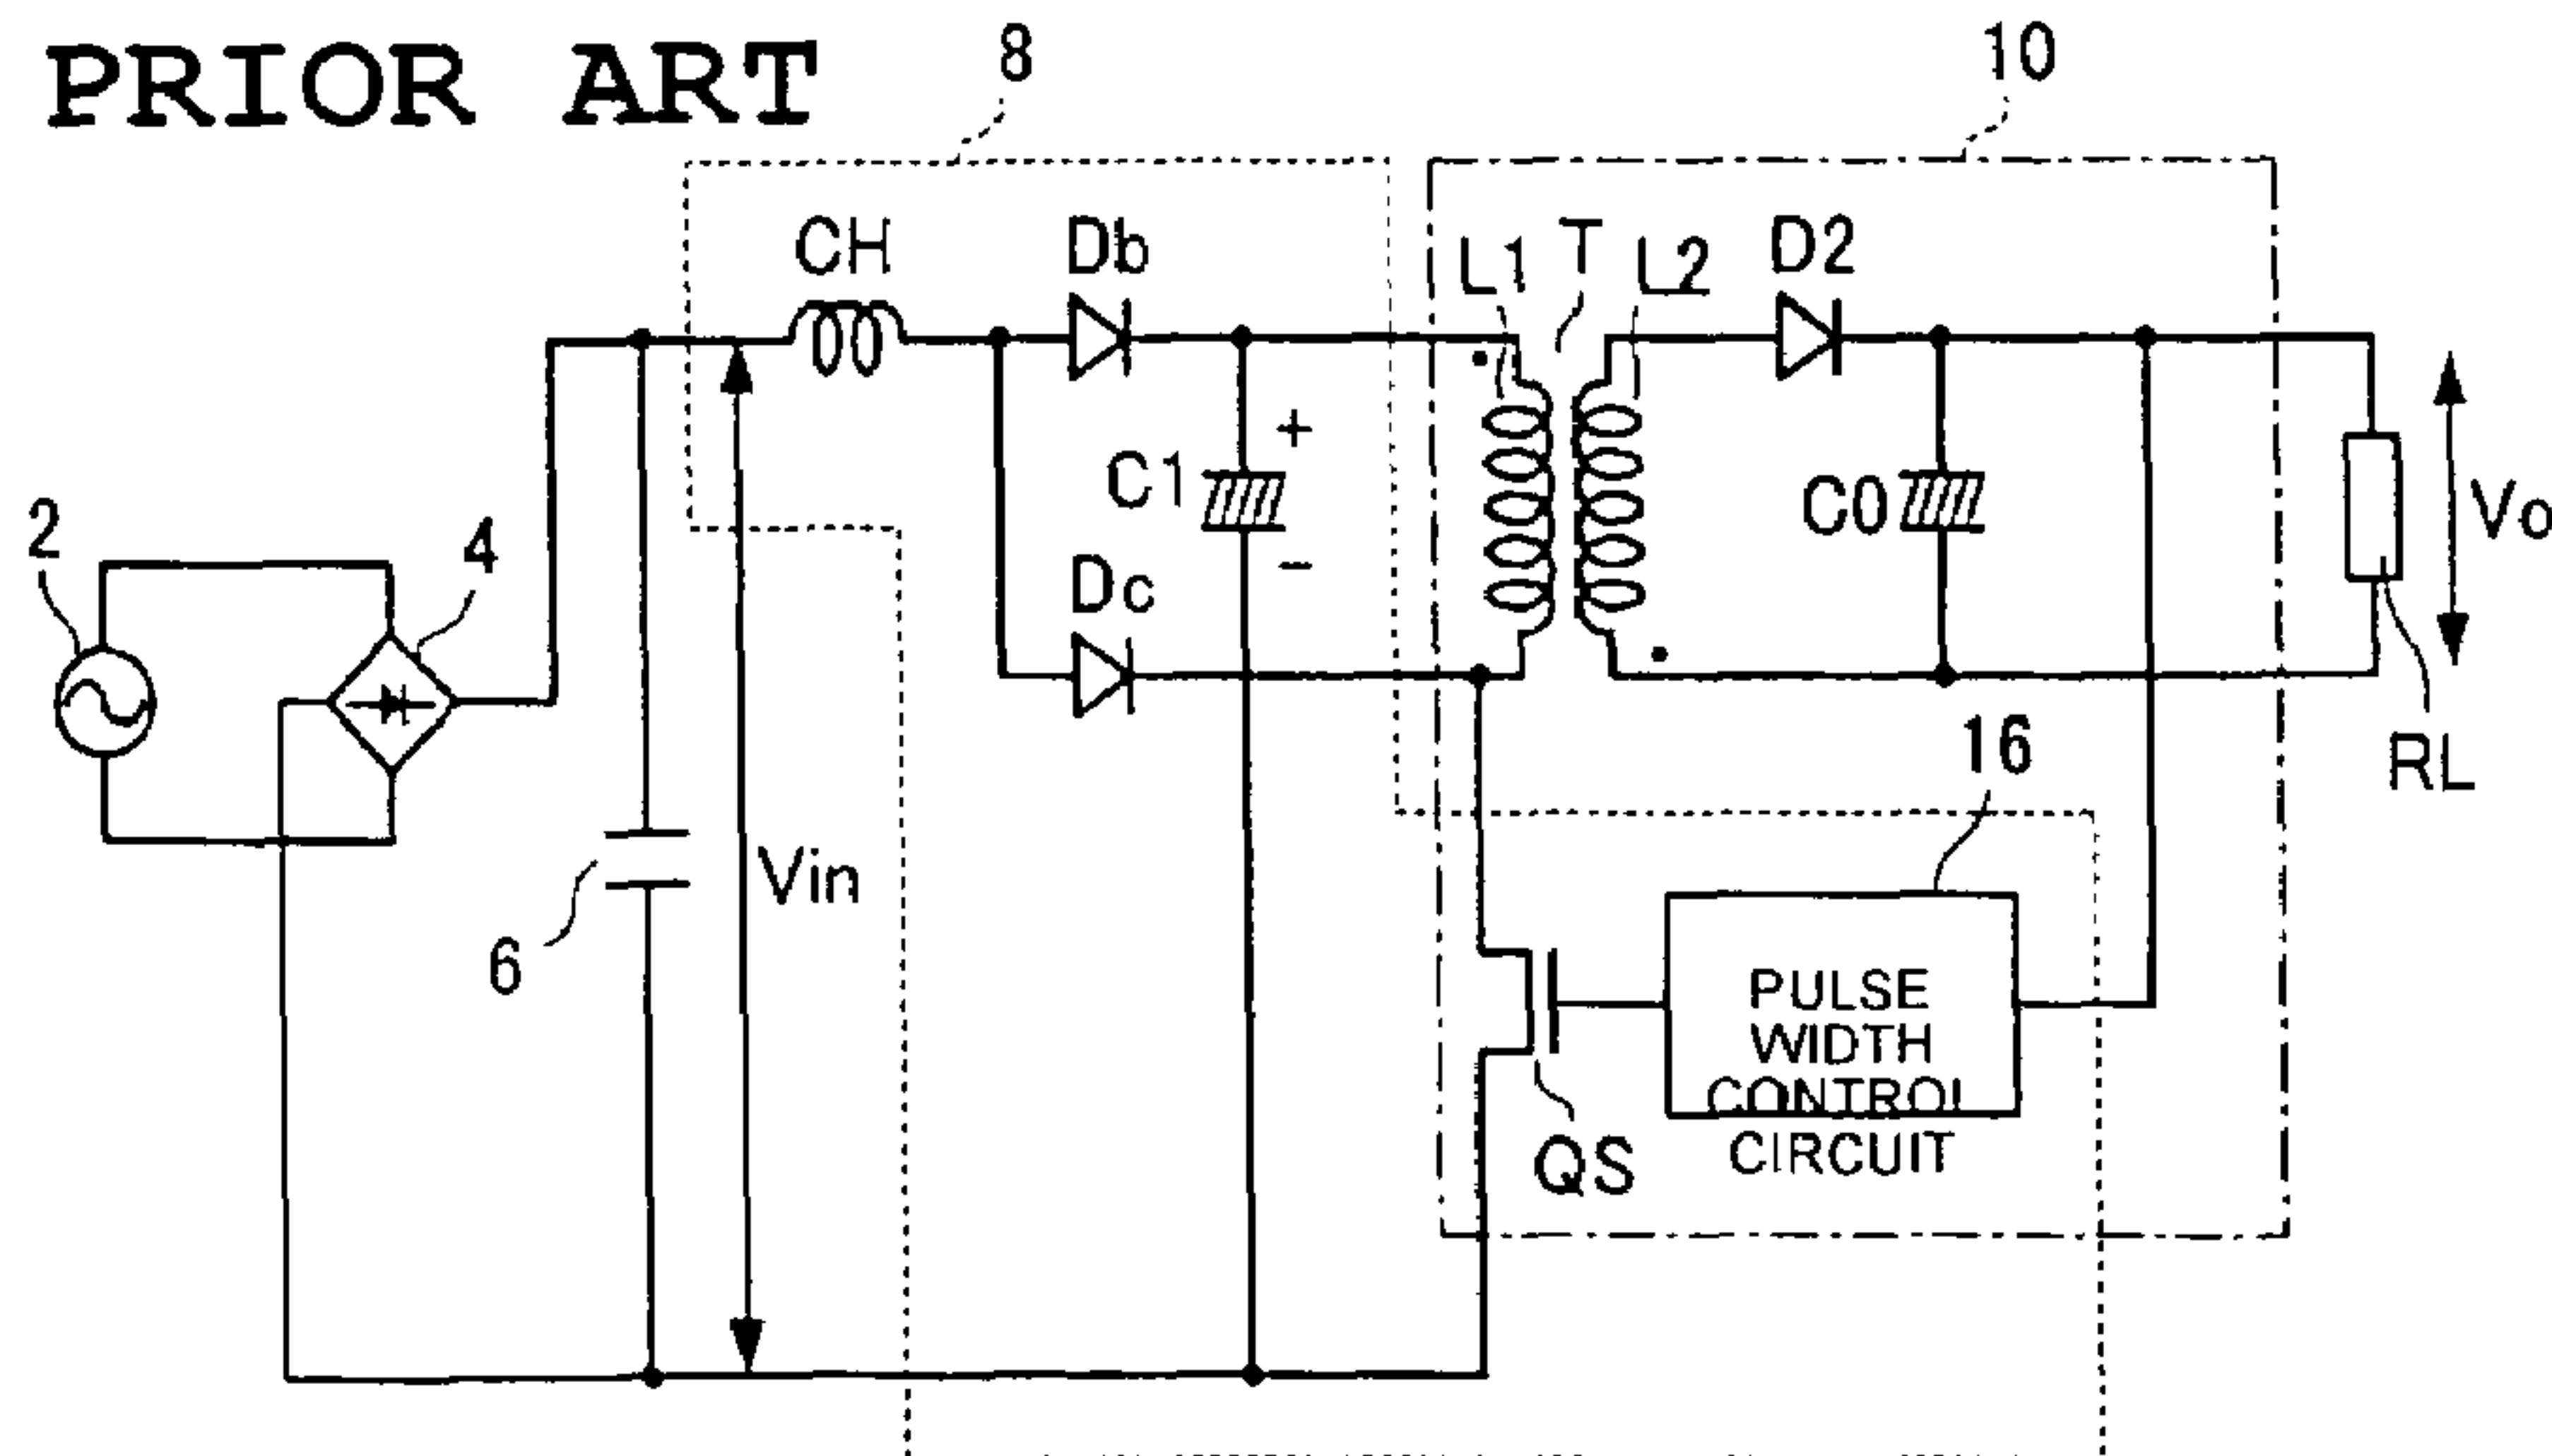 PRIOR ART
8
10
CH
Db
L1
T
L2
D2
+
C1
−
C0
Vo
2
4
Dc
16
RL
Vin
6
PULSE
WIDTH
CONTROL
CIRCUIT
QS